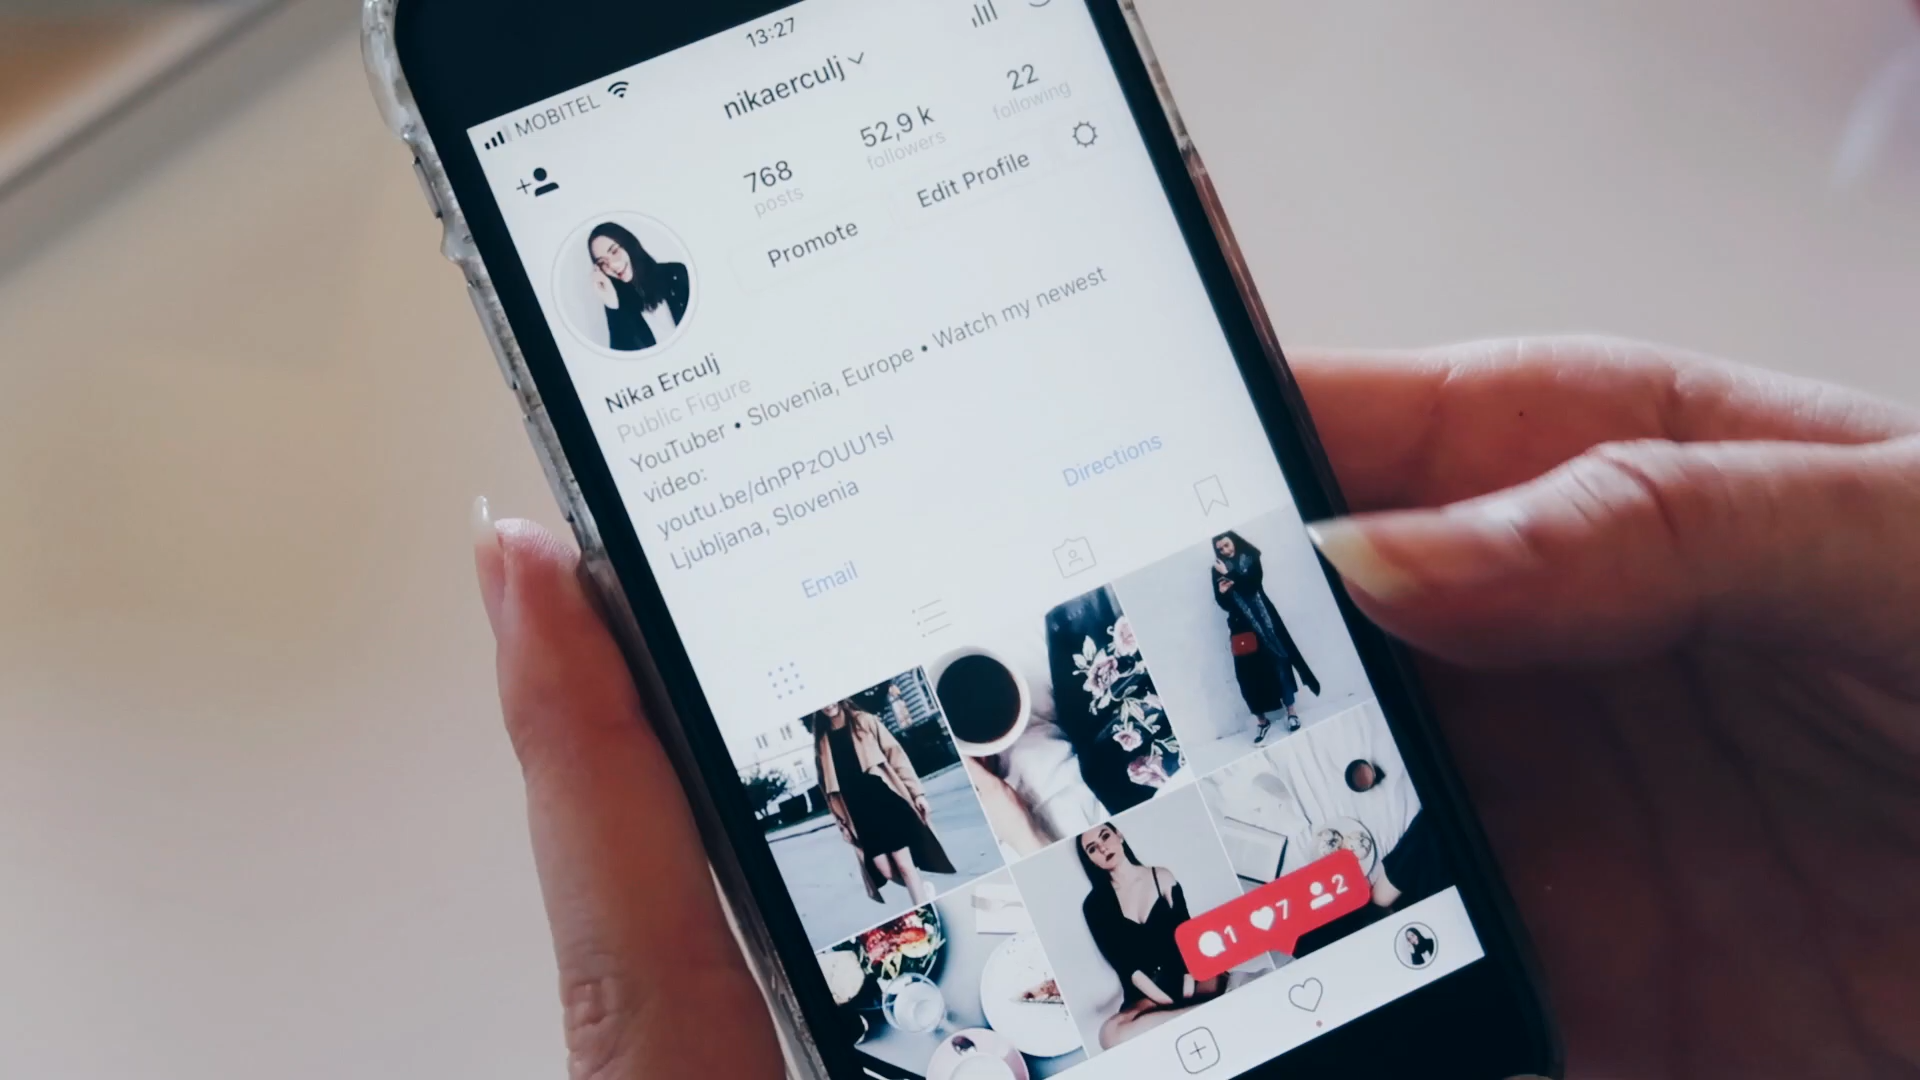 MOBITEL 13:27
nikaerculj
768 52,9 k 22
posts followers following
Promote Edit Profile
Nika Erculj
Public Figure
YouTuber • Slovenia, Europe • Watch my newest
video:
youtu.be/dnPPzOUU1sI
Ljubljana, Slovenia
Email Directions
1 7 2